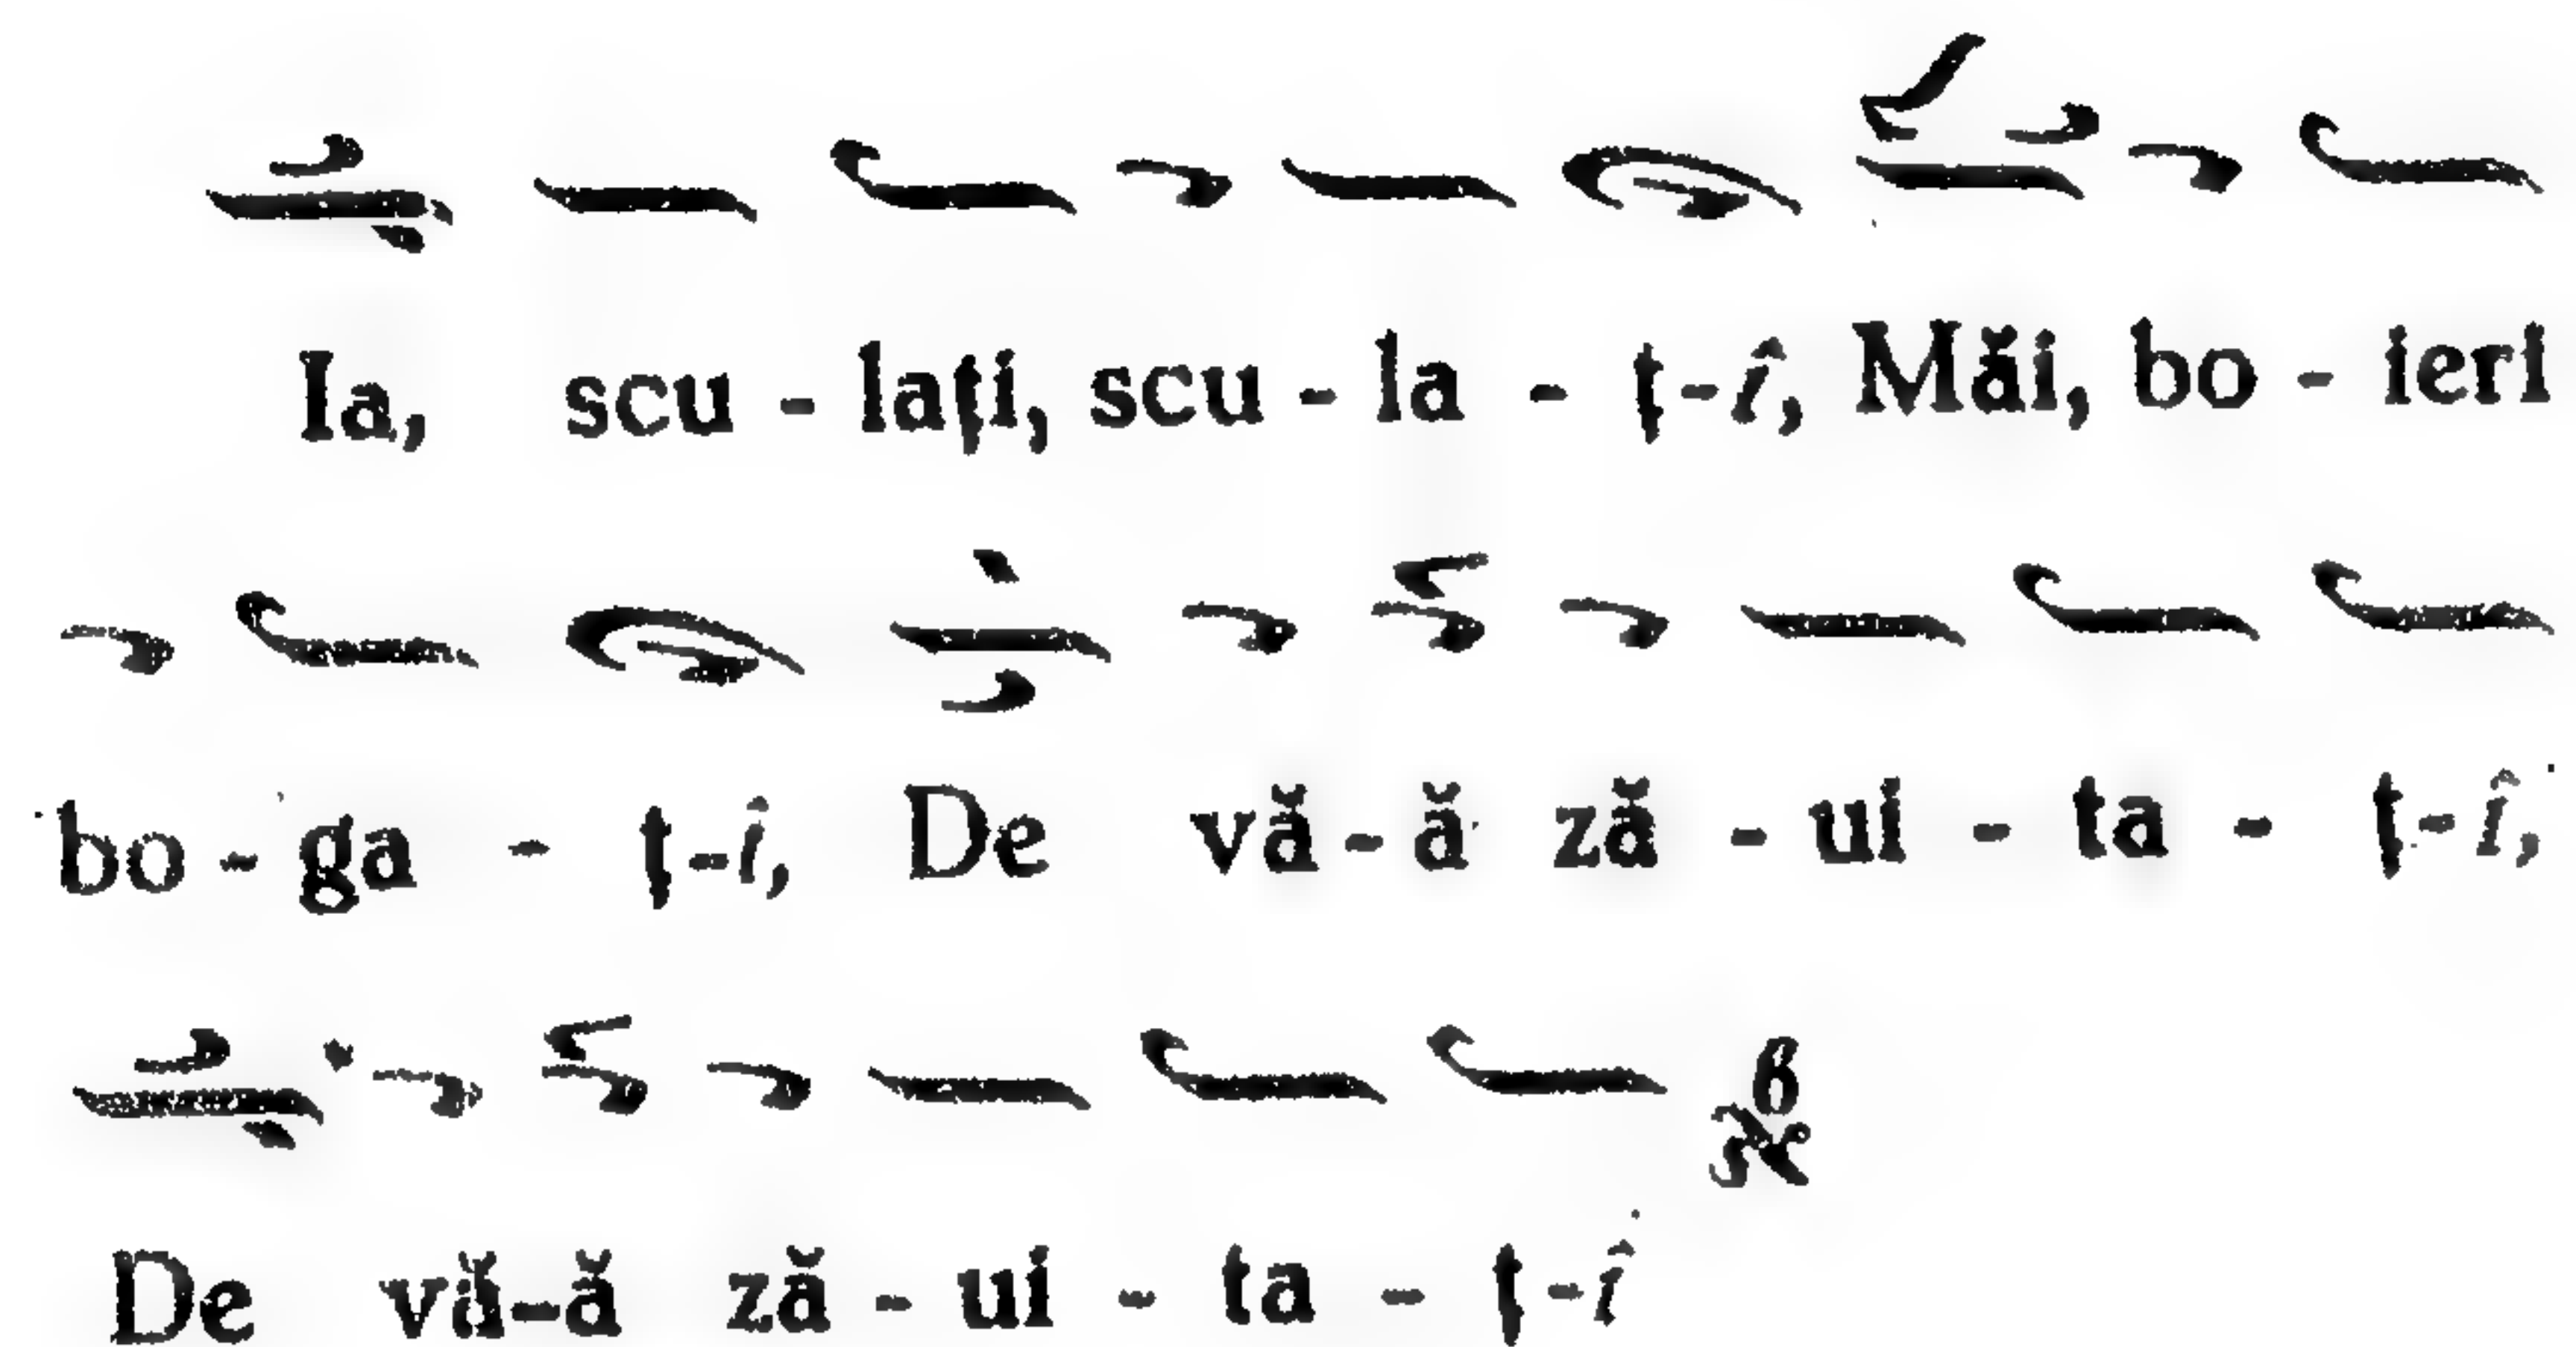 Ia, scu - lați, scu - la - ț-î, Măi, bo - ieri
bo - ga - ț-î, De vă - ă ză - ui - ta - ț-î,
De vă-ă ză - ui - ta - ț-î